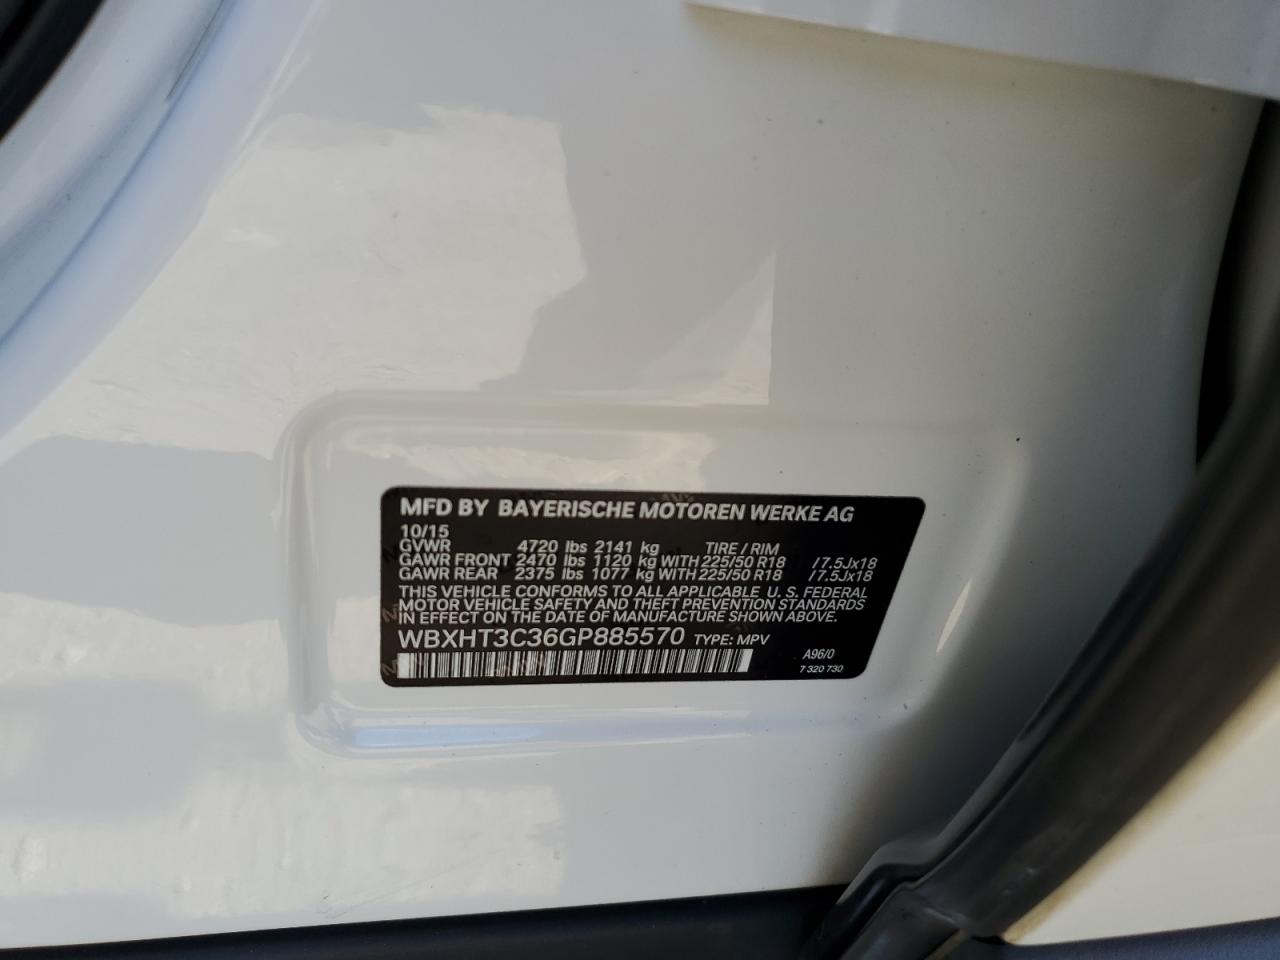 MFD BY BAYERISCHE MOTOREN WERKE AG
10/15
GVWR 4720 lbs 2141 kg TIRE / RIM
GAWR FRONT 2470 lbs 1120 kg WITH 225/50 R18 /7.5Jx18
GAWR REAR 2375 lbs 1077 kg WITH 225/50 R18 /7.5Jx18
THIS VEHICLE CONFORMS TO ALL APPLICABLE U. S. FEDERAL
MOTOR VEHICLE SAFETY AND THEFT PREVENTION STANDARDS
IN EFFECT ON THE DATE OF MANUFACTURE SHOWN ABOVE.
WBXHT3C36GP885570 TYPE: MPV
A96/0
7 320 730